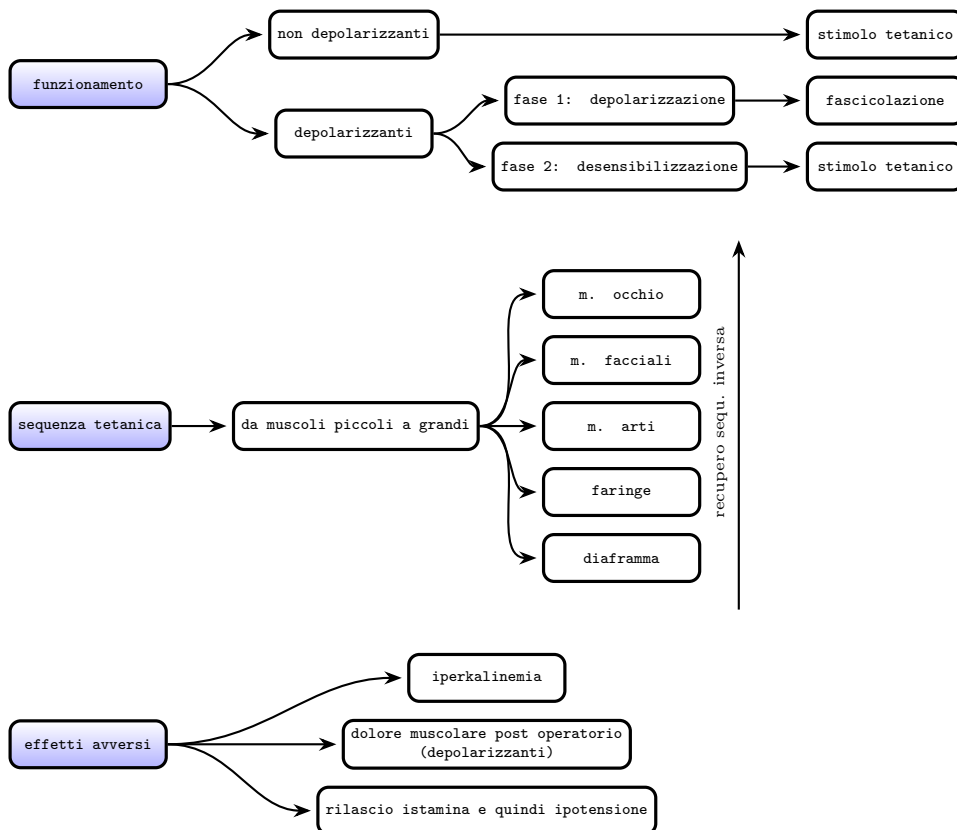 non depolarizzanti
stimolo tetanico
funzionamento
fase 1: depolarizzazione
fascicolazione
depolarizzanti
fase 2: desensibilizzazione
stimolo tetanico
m. occhio
m. facciali
sequenza tetanica
da muscoli piccoli a grandi
m. arti
faringe
diaframma
recupero sequ. inversa
iperkalinemia
effetti avversi
dolore muscolare post operatorio
(depolarizzanti)
rilascio istamina e quindi ipotensione